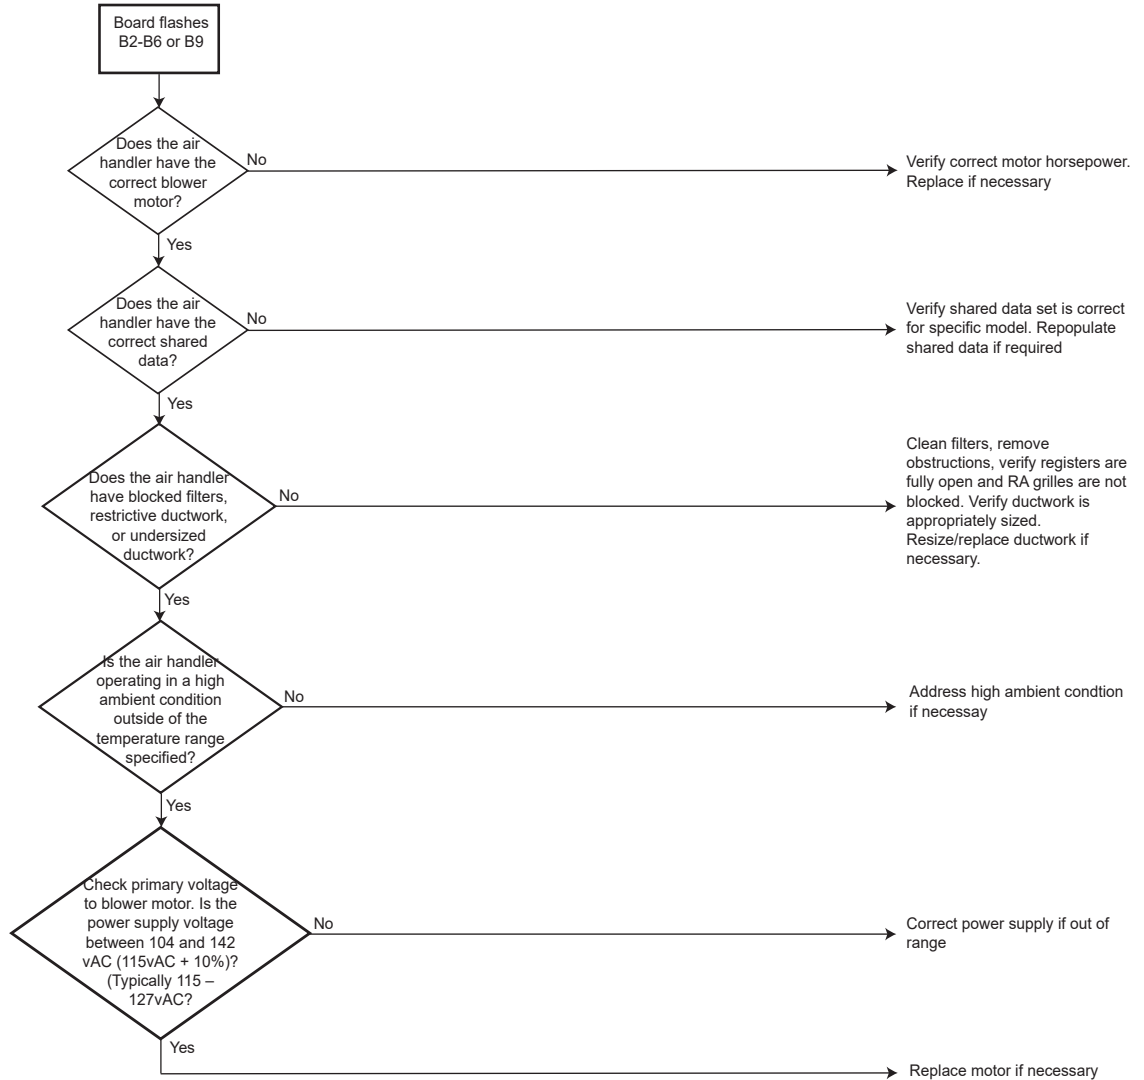 Board flashes
B2-B6 or B9
Does the air
handler have the
correct blower
motor?
No
Verify correct motor horsepower.
Replace if necessary
Yes
Does the air
handler have the
correct shared
data?
No
Verify shared data set is correct
for specific model. Repopulate
shared data if required
Yes
Does the air handler
have blocked filters,
restrictive ductwork,
or undersized
ductwork?
No
Clean filters, remove
obstructions, verify registers are
fully open and RA grilles are not
blocked. Verify ductwork is
appropriately sized.
Resize/replace ductwork if
necessary.
Yes
Is the air handler
operating in a high
ambient condition
outside of the
temperature range
specified?
No
Address high ambient condtion
if necessay
Yes
Check primary voltage
to blower motor. Is the
power supply voltage
between 104 and 142
vAC (115vAC + 10%)?
(Typically 115 –
127vAC?
No
Correct power supply if out of
range
Yes
Replace motor if necessary